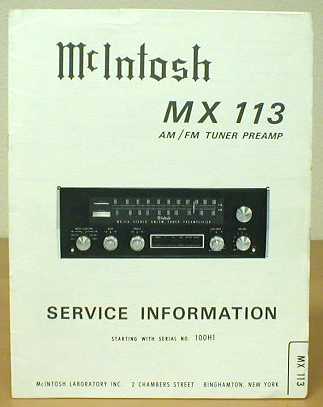 McIntosh
MX 113
AM/FM TUNER PREAMP
SERVICE INFORMATION
STARTING WITH SERIAL NO. 100H1
MX 113
McINTOSH LABORATORY INC. 2 CHAMBERS STREET BINGHAMTON, NEW YORK